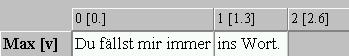 0 [0.] 1 [1.3] 2 [2.6]
Max [v] Du fällst mir immer ins Wort.